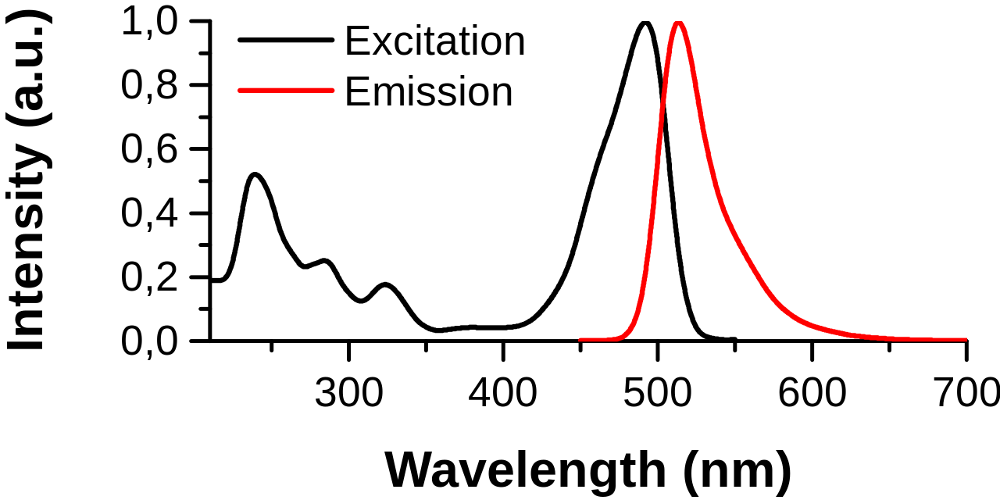 Intensity (a.u.)
1,0
0,8
0,6
0,4
0,2
0,0
Excitation
Emission
300 400 500 600 700
Wavelength (nm)